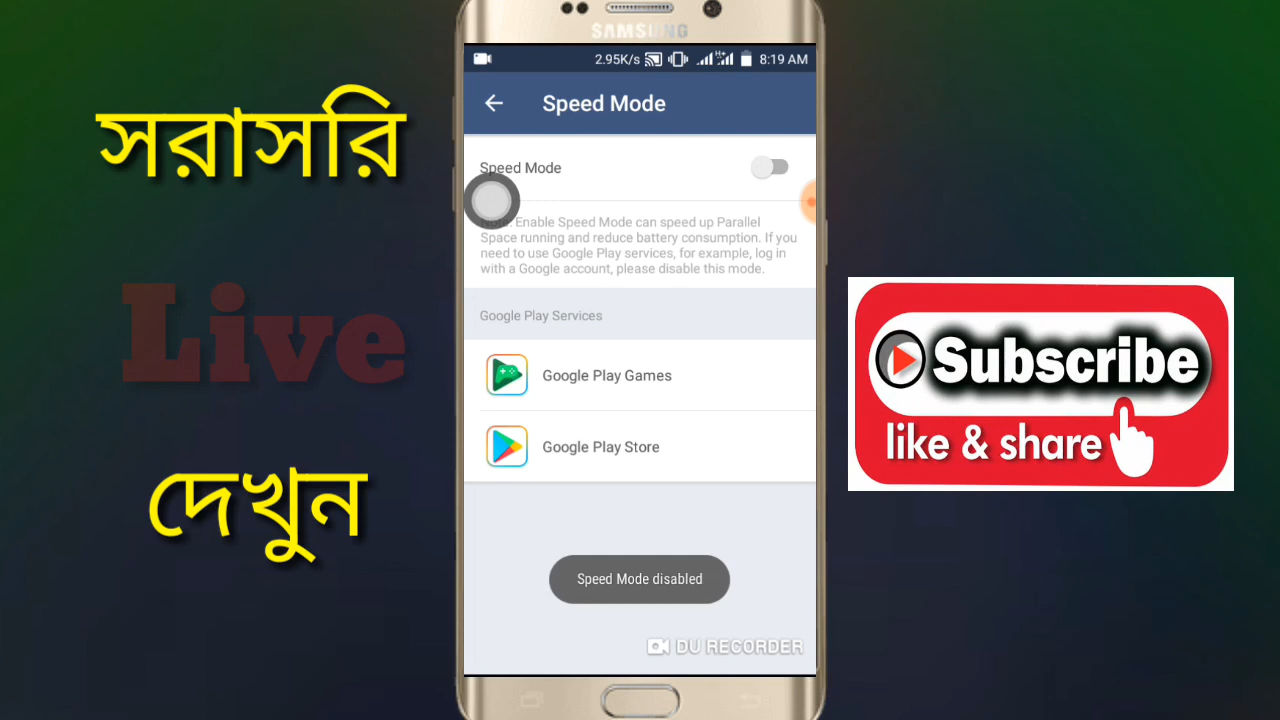 সরাসরি
Live
দেখুন
SAMSUNG
2.95K/s H+ 8:19 AM
Speed Mode
Speed Mode
Note: Enable Speed Mode can speed up Parallel
Space running and reduce battery consumption. If you
need to use Google Play services, for example, log in
with a Google account, please disable this mode.
Google Play Services
Google Play Games
Google Play Store
Speed Mode disabled
DU RECORDER
Subscribe
like & share